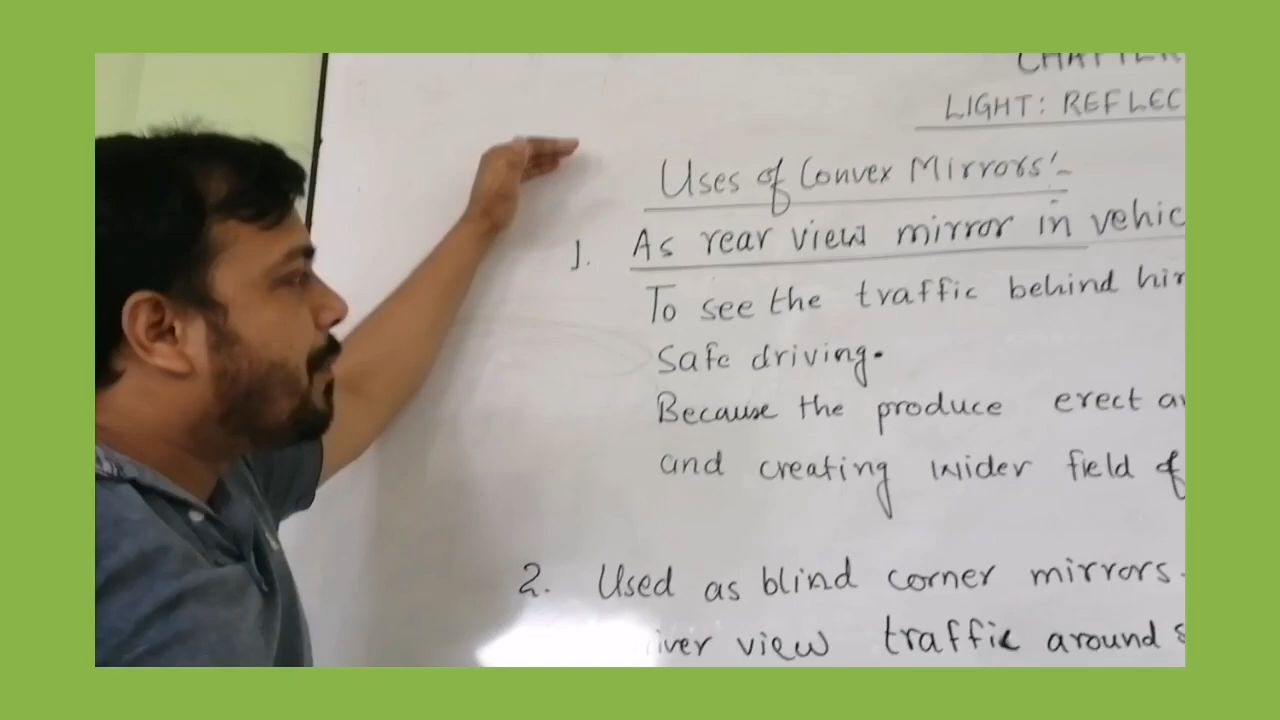 CHAPTER
LIGHT: REFLEC
Uses of Convex Mirrors:-
1. As rear view mirror in vehic
To see the traffic behind hi
Safe driving.
Because the produce erect a
and creating wider field of
2. Used as blind corner mirrors.
iver view traffic around s